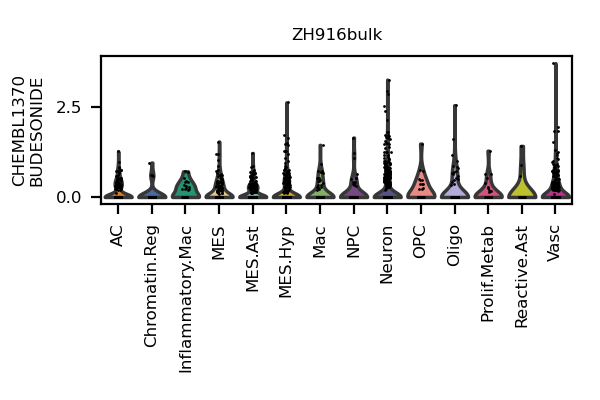 ZH916bulk
CHEMBL1370
BUDESONIDE
2.5
0.0
AC
Chromatin.Reg
Inflammatory.Mac
MES
MES.Ast
MES.Hyp
Mac
NPC
Neuron
OPC
Oligo
Prolif.Metab
Reactive.Ast
Vasc